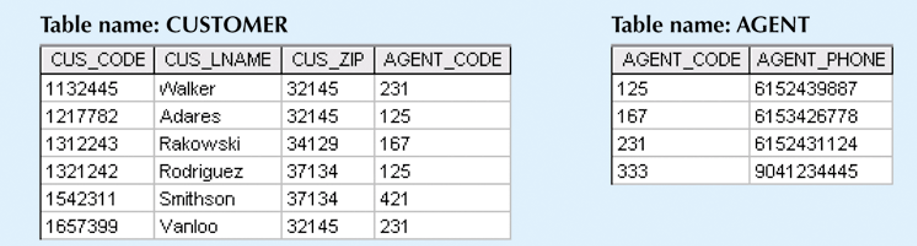 Table name: CUSTOMER Table name: AGENT
CUS_CODE CUS_LNAME CUS_ZIP AGENT_CODE AGENT_CODE AGENT_PHONE
1132445 Walker 32145 231 125 6152439887
1217782 Adares 32145 125 167 6153426778
1312243 Rakowski 34129 167 231 6152431124
1321242 Rodriguez 37134 125 333 9041234445
1542311 Smithson 37134 421
1657399 Vanloo 32145 231